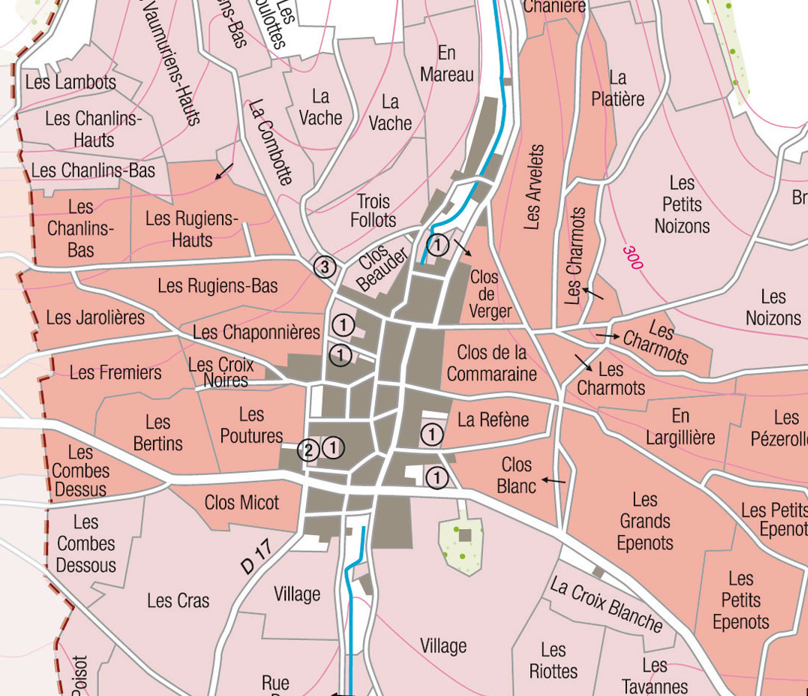 Les
oulottes
Vaumuriens-Hauts
ns-Bas
Chanière
En
Mareau
La
Platière
Les Lambots
La
Vache
La
Vache
Les Chanlins-
Hauts
La Combotte
Les Arvelets
Les Chanlins-Bas
Les
Petits
Noizons
Br
Trois
Follots
Les
Chanlins-
Bas
Les Rugiens-
Hauts
Les Charmots
300
1
Clos
Beauder
3
Clos
de
Verger
Les Rugiens-Bas
Les
Noizons
Les Jarolières
Les Chaponnières
1
1
Les
Charmots
Clos de la
Commaraine
Les
Charmots
Les Fremiers
Les Croix
Noires
Les
Bertins
Les
Poutures
La Refène
En
Largillière
Les
Pézeroll
2
1
1
Les
Combes
Dessus
Clos
Blanc
1
Clos Micot
Les
Grands
Epenots
Les Petits
Epenot
Les
Combes
Dessous
D 17
Les Cras
Village
La Croix Blanche
Les
Petits
Epenots
Village
Les
Riottes
Les
Tavannes
Poisot
Rue